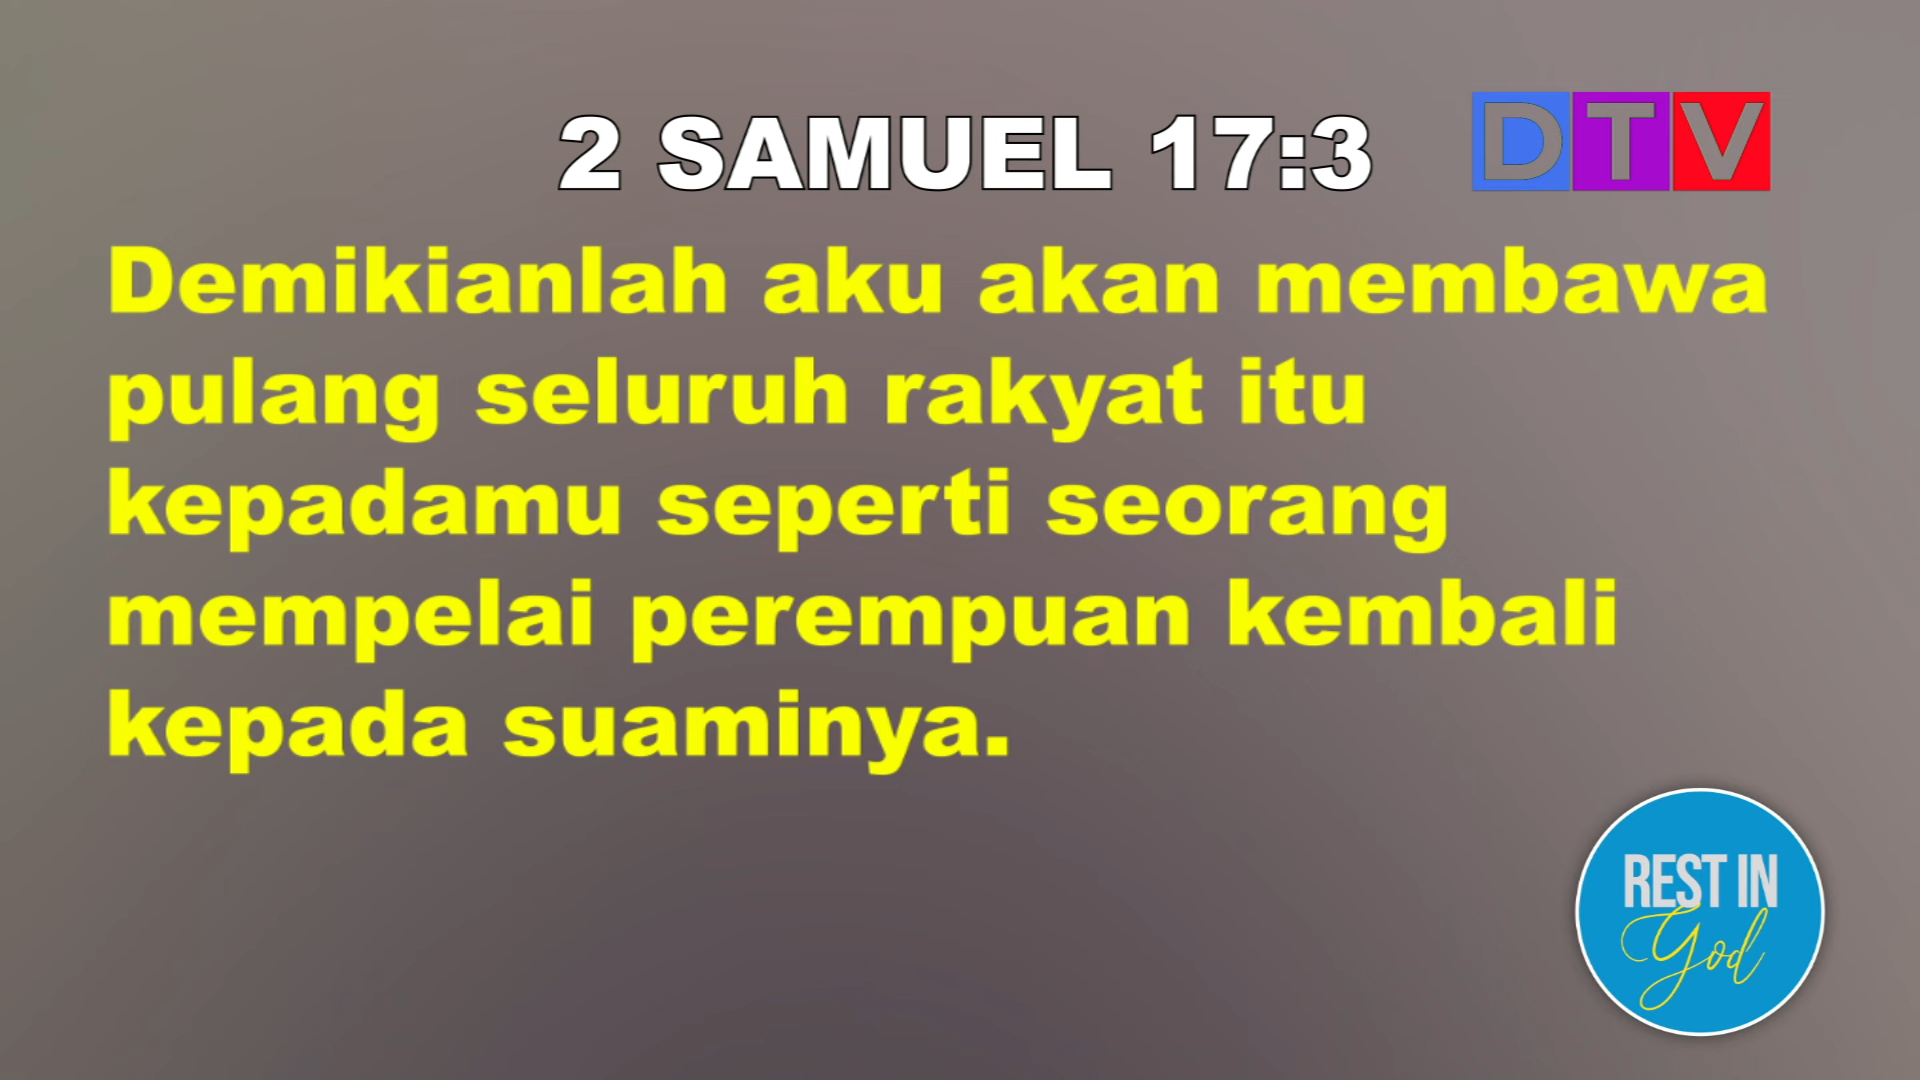 2 SAMUEL 17:3
DTV
Demikianlah aku akan membawa
pulang seluruh rakyat itu
kepadamu seperti seorang
mempelai perempuan kembali
kepada suaminya.
REST IN
God